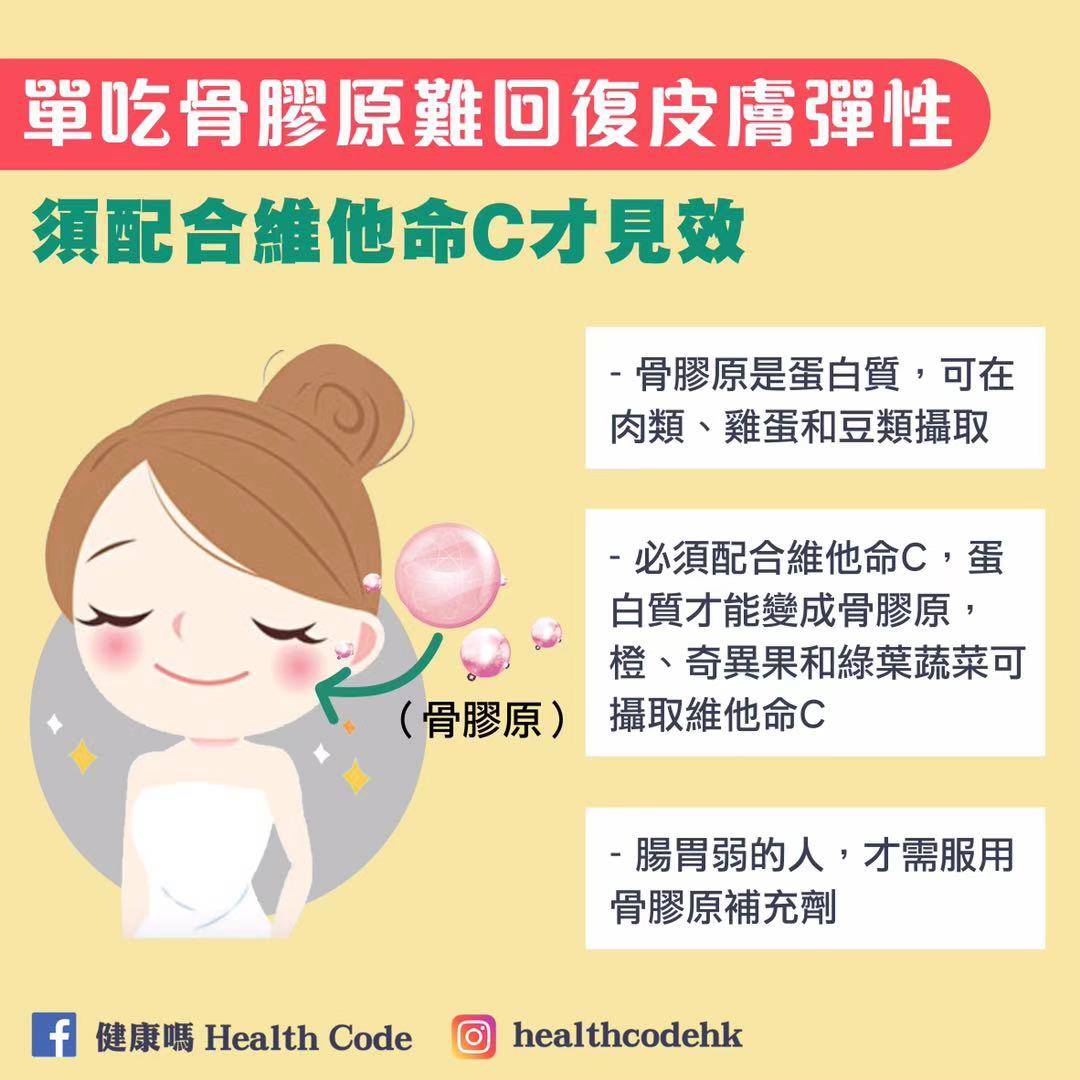 單吃骨膠原難回復皮膚彈性
須配合維他命C才見效
- 骨膠原是蛋白質，可在
肉類、雞蛋和豆類攝取
（骨膠原）
- 必須配合維他命C，蛋
白質才能變成骨膠原，
橙、奇異果和綠葉蔬菜可
攝取維他命C
- 腸胃弱的人，才需服用
骨膠原補充劑
健康嗎 Health Code
healthcodehk